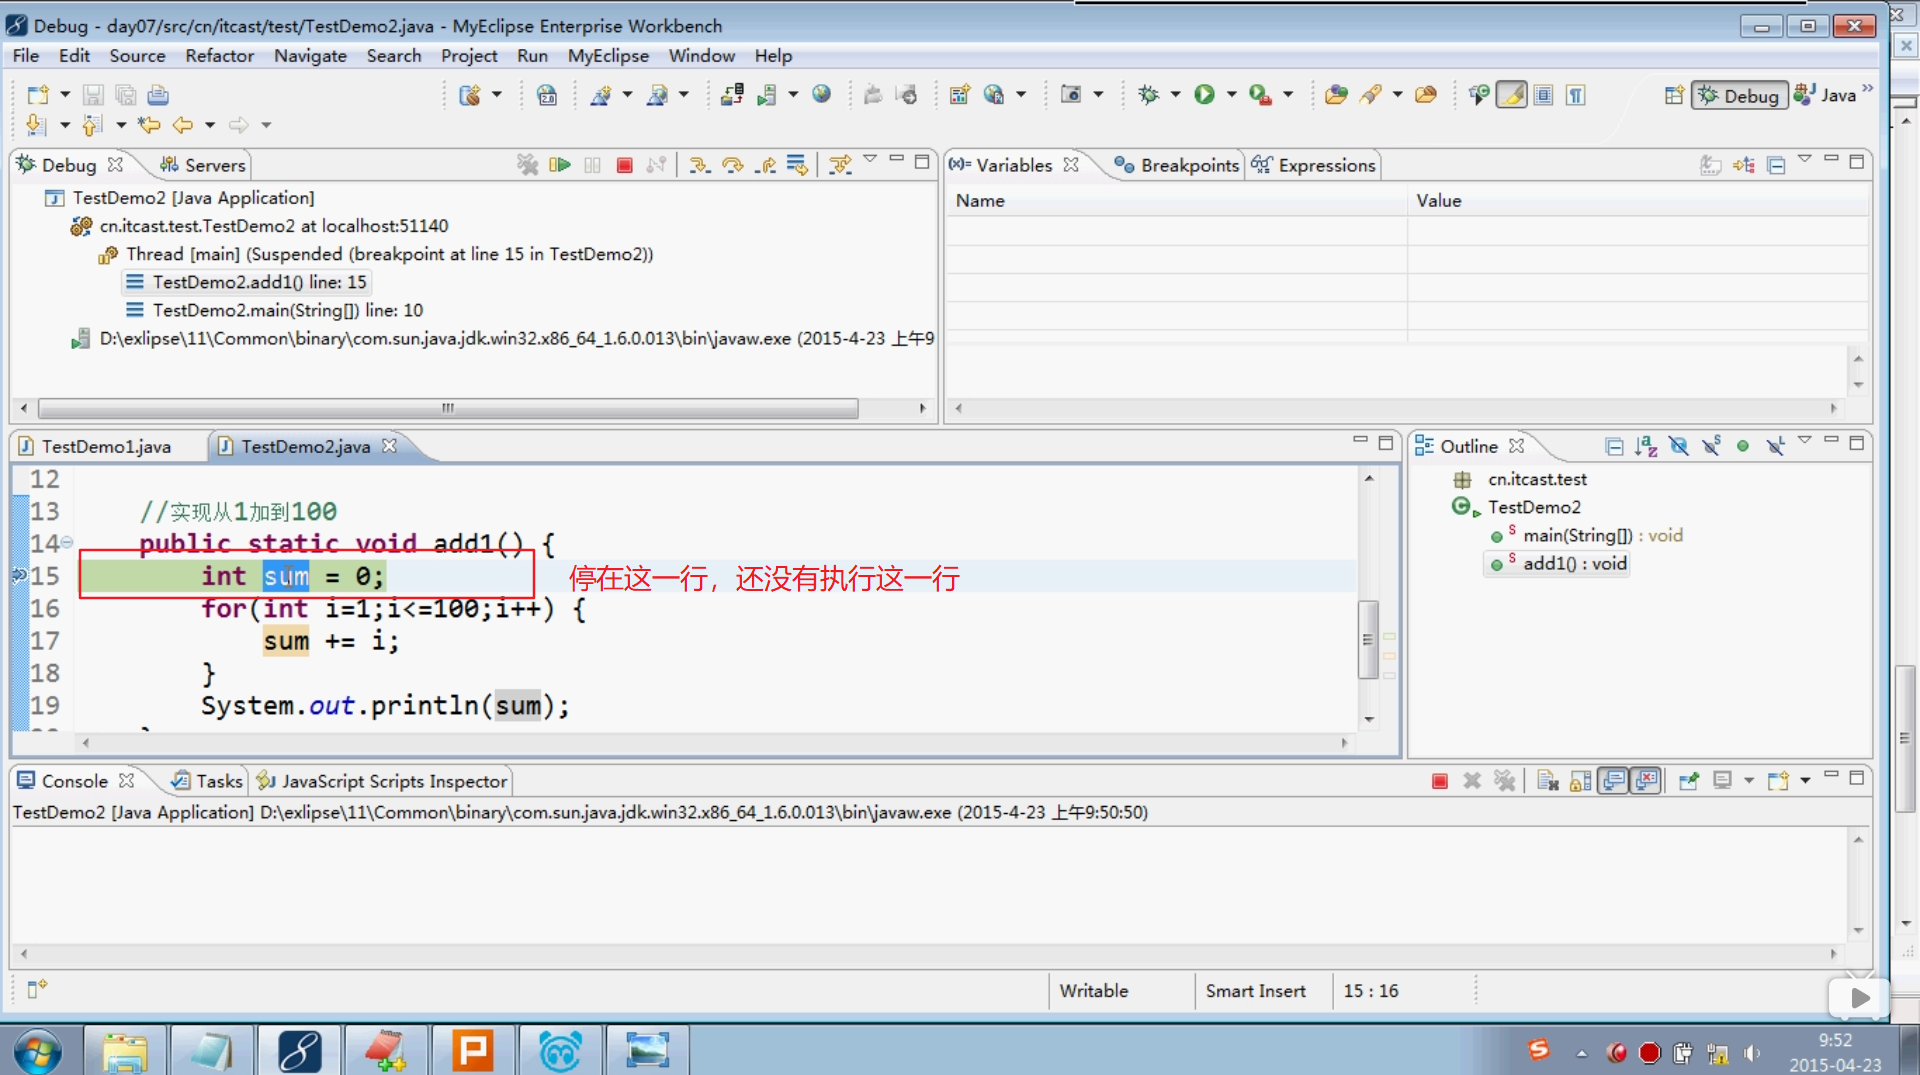 Debug - day07/src/cn/itcast/test/TestDemo2.java - MyEclipse Enterprise Workbench
File Edit Source Refactor Navigate Search Project Run MyEclipse Window Help
Debug Java
Debug Servers
TestDemo2 [Java Application]
cn.itcast.test.TestDemo2 at localhost:51140
Thread [main] (Suspended (breakpoint at line 15 in TestDemo2))
TestDemo2.add1() line: 15
TestDemo2.main(String[]) line: 10
D:\exlipse\11\Common\binary\com.sun.java.jdk.win32.x86_64_1.6.0.013\bin\javaw.exe (2015-4-23 上午9
(x)= Variables Breakpoints Expressions
Name Value
TestDemo1.java TestDemo2.java
12
13 //实现从1加到100
14 public static void add1() {
15 int sum = 0; 停在这一行，还没有执行这一行
16 for(int i=1;i<=100;i++) {
17 sum += i;
18 }
19 System.out.println(sum);
Outline
cn.itcast.test
TestDemo2
main(String[]) : void
add1() : void
Console Tasks JavaScript Scripts Inspector
TestDemo2 [Java Application] D:\exlipse\11\Common\binary\com.sun.java.jdk.win32.x86_64_1.6.0.013\bin\javaw.exe (2015-4-23 上午9:50:50)
Writable Smart Insert 15 : 16
9:52
2015-04-23